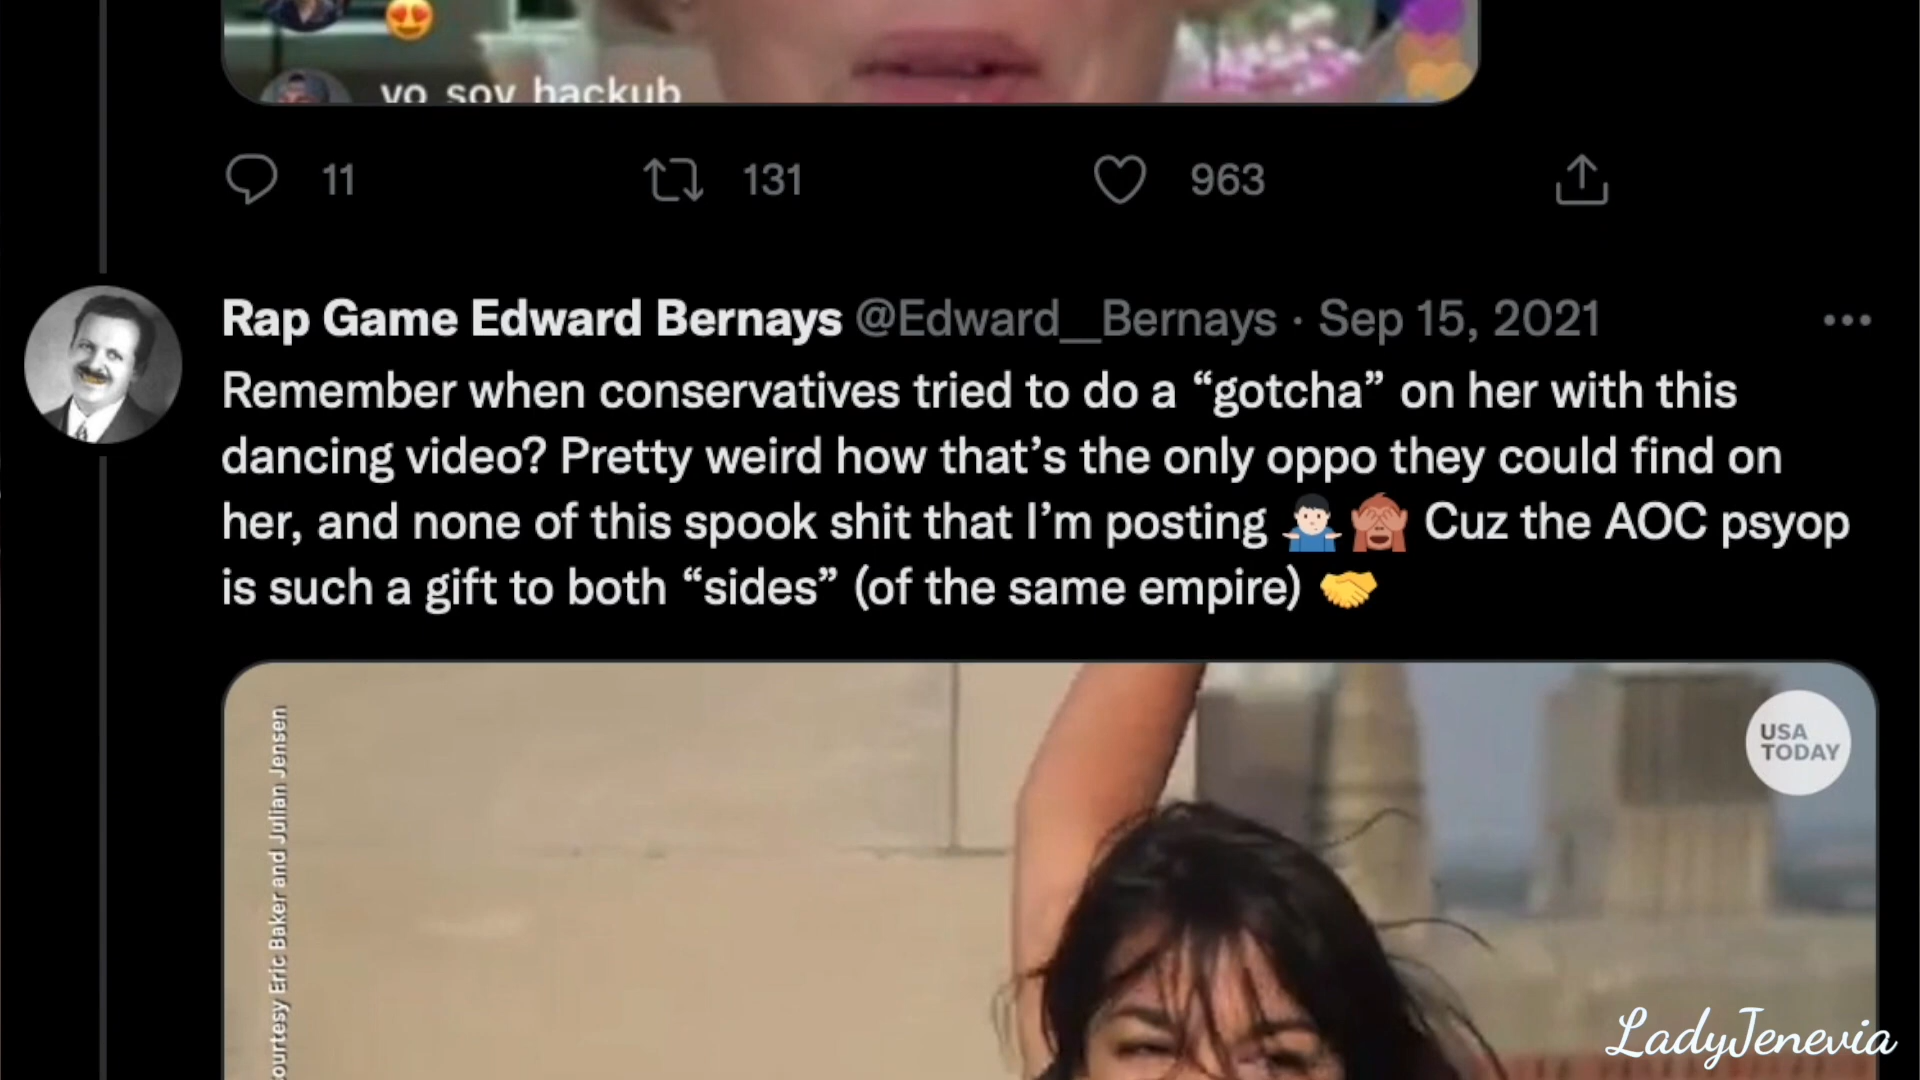 yo soy hackub
11 131 963
Rap Game Edward Bernays @Edward__Bernays · Sep 15, 2021
Remember when conservatives tried to do a “gotcha” on her with this
dancing video? Pretty weird how that’s the only oppo they could find on
her, and none of this spook shit that I’m posting 🤷🏻‍♂️🙈 Cuz the AOC psyop
is such a gift to both “sides” (of the same empire) 🤝
USA
TODAY
ourtesy Eric Baker and Julian Jensen
LadyJenevia